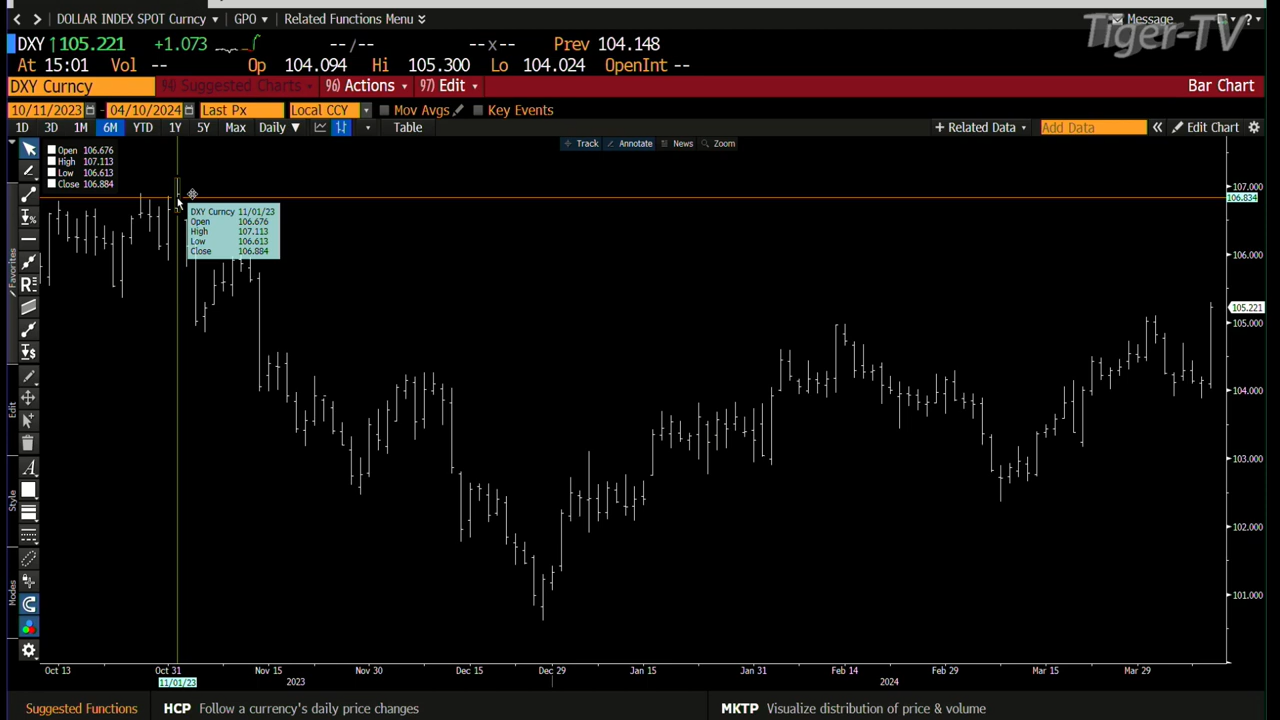 DOLLAR INDEX SPOT Curncy GPO Related Functions Menu Message ?
Tiger-TV
DXY ↑105.221 +1.073 -- /-- -- x-- Prev 104.148
At 15:01 Vol -- Op 104.094 Hi 105.300 Lo 104.024 OpenInt --
DXY Curncy 94) Suggested Charts 96) Actions 97) Edit Bar Chart
10/11/2023 - 04/10/2024 Last Px Local CCY Mov Avgs Key Events
1D 3D 1M 6M YTD 1Y 5Y Max Daily ▼ Table + Related Data Add Data « Edit Chart
Track Annotate News Zoom
Open 106.676
High 107.113
Low 106.613
Close 106.884
DXY Curncy 11/01/23
Open 106.676
High 107.113
Low 106.613
Close 106.884
107.000
106.834
106.000
105.221
105.000
104.000
103.000
102.000
101.000
Favorites
Edit
Style
Modes
Oct 13 Oct 31 Nov 15 Nov 30 Dec 15 Dec 29 Jan 15 Jan 31 Feb 14 Feb 29 Mar 15 Mar 29
11/01/23 2023 2024
Suggested Functions HCP Follow a currency's daily price changes MKTP Visualize distribution of price & volume